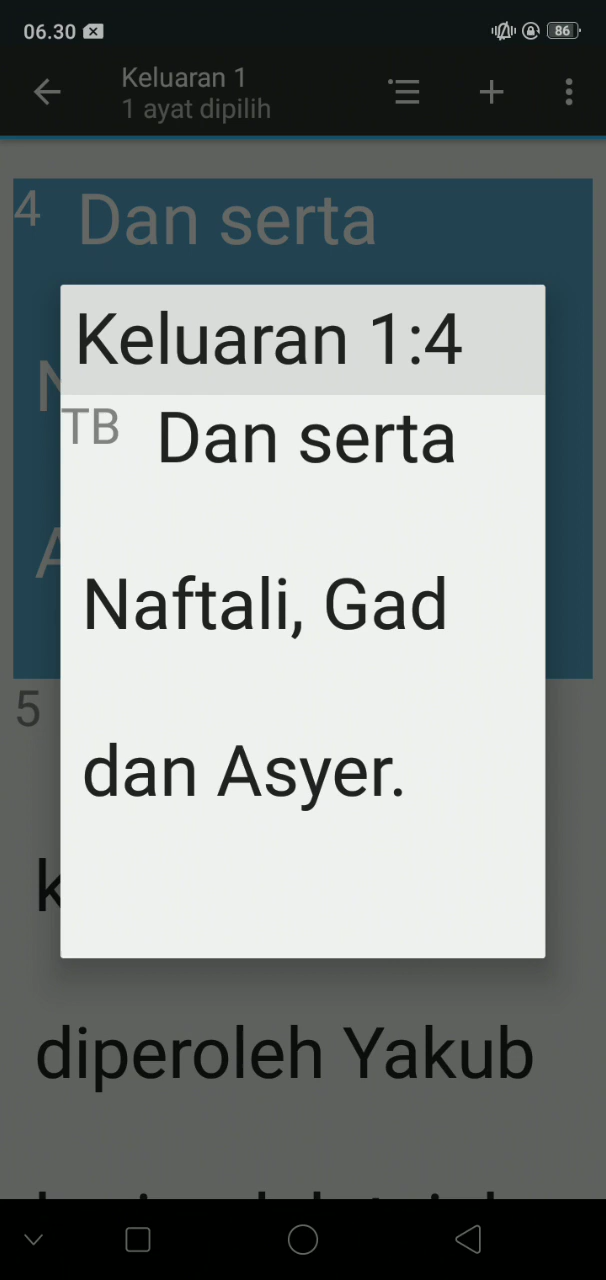 06.30
86
Keluaran 1
1 ayat dipilih
4 Dan serta
Keluaran 1:4
TB Dan serta
Naftali, Gad
dan Asyer.
5
diperoleh Yakub